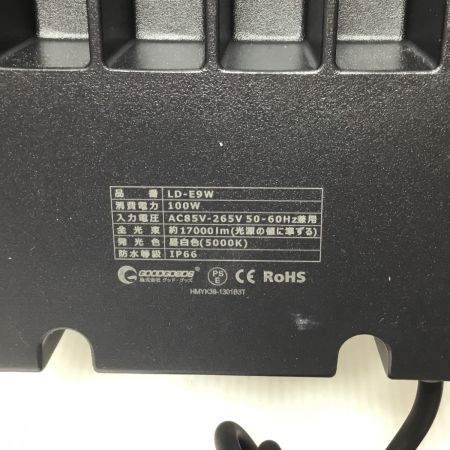 品番 LD-E9W
消費電力 100W
入力電圧 AC85V-265V 50-60Hz兼用
全光束 約17000lm(光源の値に準ずる)
発光色 昼白色(5000K)
防水等級 IP66
GOODGOODS PS E CE RoHS
株式会社 グッド・グッズ
HMYK38-1301B3T